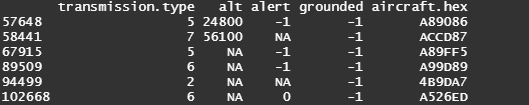 transmission.type alt alert grounded aircraft.hex
57648 5 24800 -1 -1 A89086
58441 7 56100 NA -1 ACCD87
67915 5 NA -1 -1 A89FF5
89509 6 NA -1 -1 A99D89
94499 2 NA NA -1 4B9DA7
102668 6 NA 0 -1 A526ED